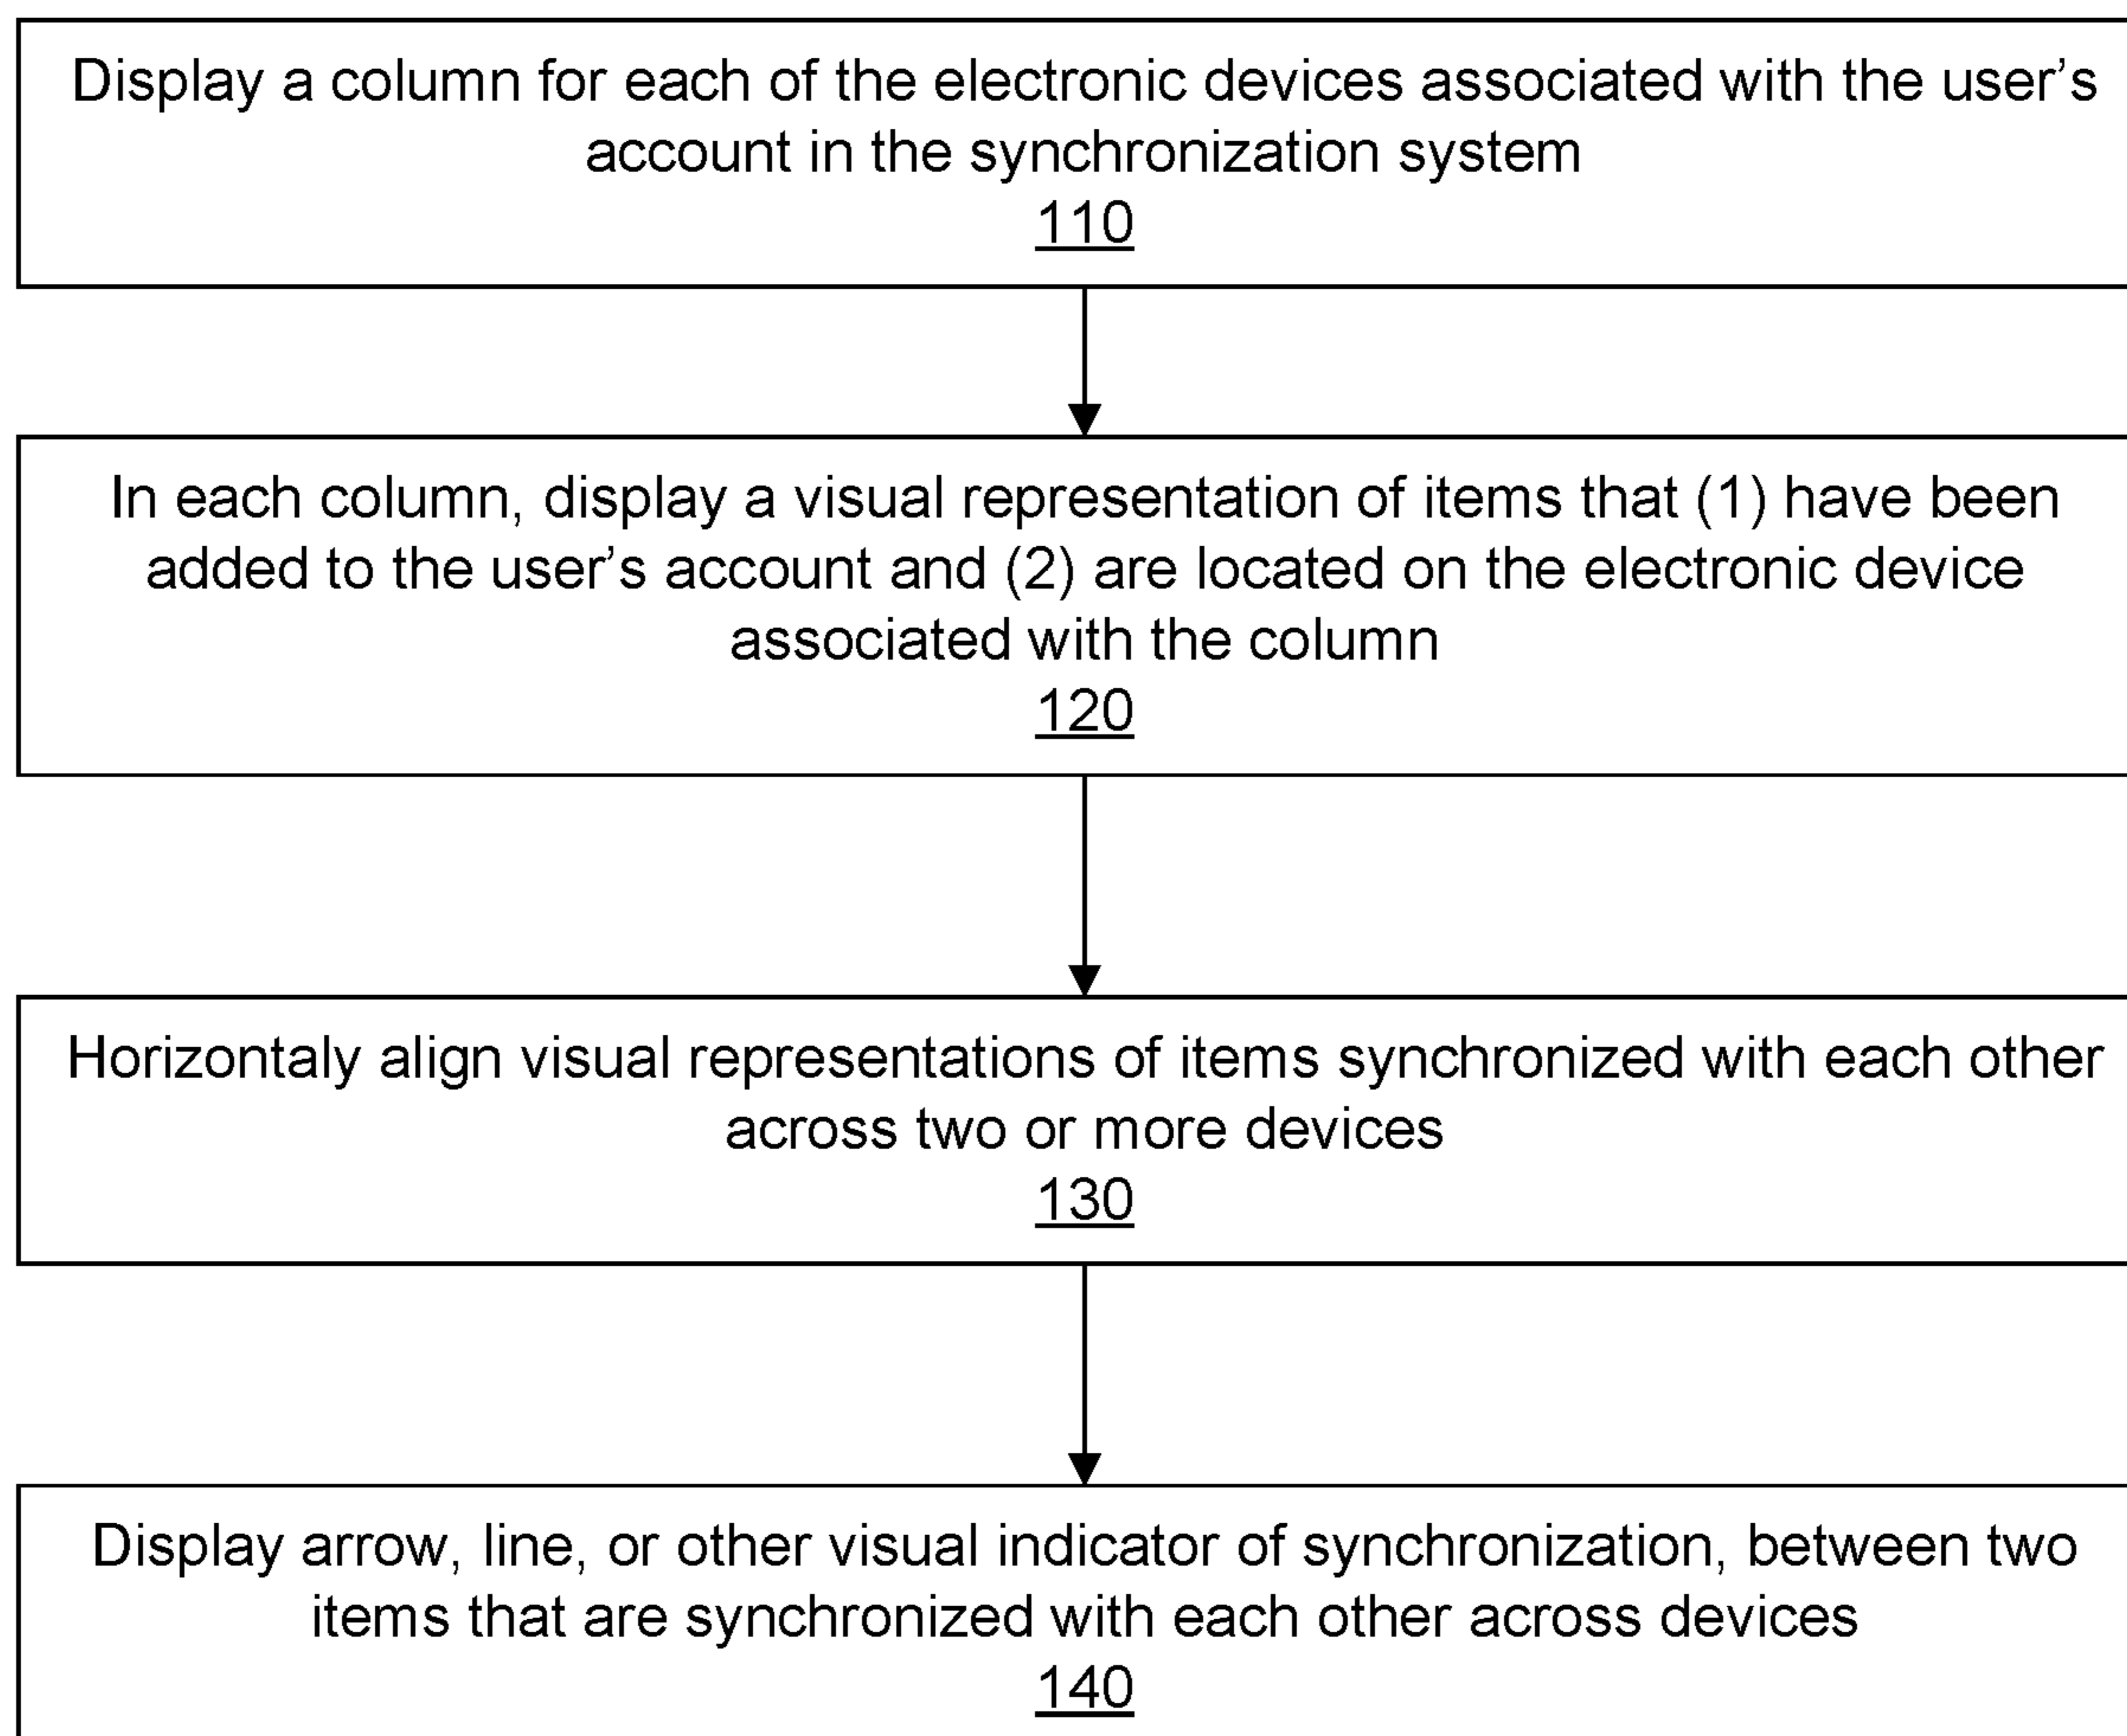 Display a column for each of the electronic devices associated with the user’s
account in the synchronization system
110
In each column, display a visual representation of items that (1) have been
added to the user’s account and (2) are located on the electronic device
associated with the column
120
Horizontaly align visual representations of items synchronized with each other
across two or more devices
130
Display arrow, line, or other visual indicator of synchronization, between two
items that are synchronized with each other across devices
140